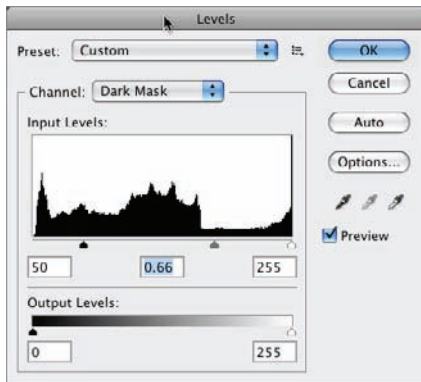 Levels
Preset: Custom
OK
Channel: Dark Mask
Cancel
Input Levels:
Auto
Options...
Preview
50 0.66 255
Output Levels:
0 255